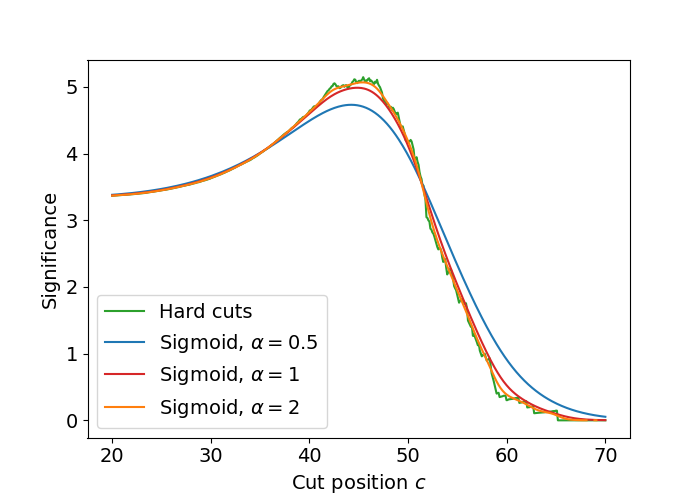 5
4
3
2
1
0
Significance
Hard cuts
Sigmoid, α = 0.5
Sigmoid, α = 1
Sigmoid, α = 2
20 30 40 50 60 70
Cut position c